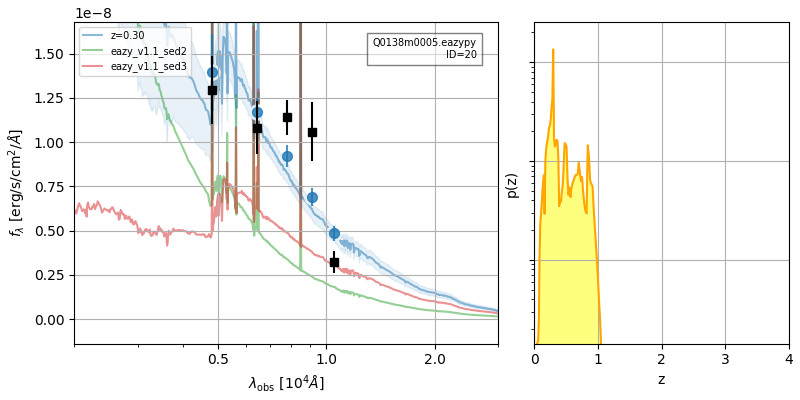 1e−8
z=0.30
eazy_v1.1_sed2
eazy_v1.1_sed3
Q0138m0005.eazypy
ID=20
1.50
1.25
1.00
0.75
0.50
0.25
0.00
f_λ [erg/s/cm²/Å]
0.5
1.0
2.0
λ_obs [10⁴Å]
p(z)
0
1
2
3
4
z